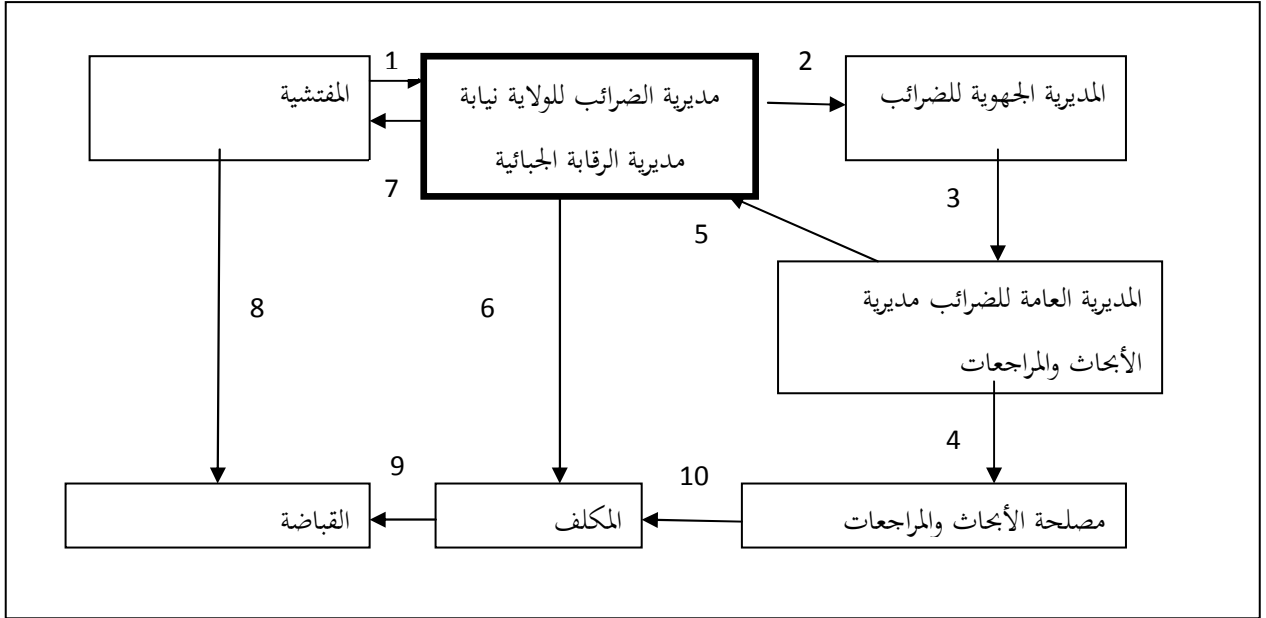 1
2
المفتشية
مديرية الضرائب للولاية نيابة
مديرية الرقابة الجبائية
المديرية الجهوية للضرائب
7
3
5
المديرية العامة للضرائب مديرية
الأبحاث والمراجعات
8
6
4
9
10
القباضة
المكلف
مصلحة الأبحاث والمراجعات